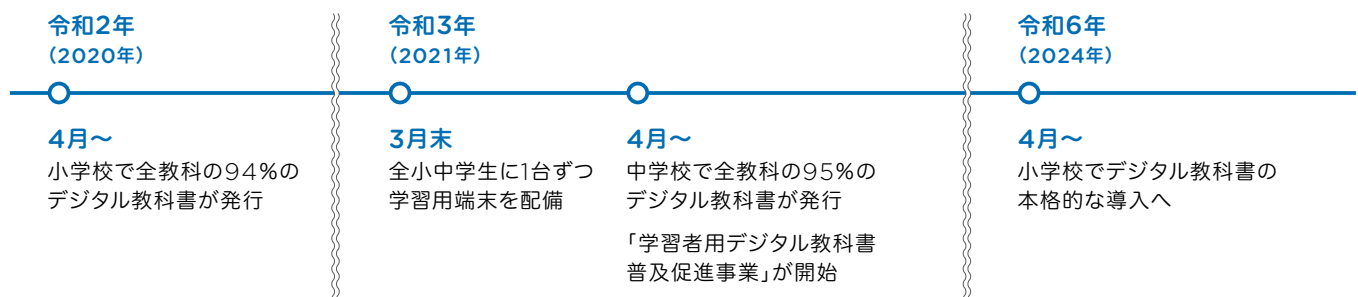 令和2年
（2020年）
4月～
小学校で全教科の94%の
デジタル教科書が発行
令和3年
（2021年）
3月末
全小中学生に1台ずつ
学習用端末を配備
4月～
中学校で全教科の95%の
デジタル教科書が発行
「学習者用デジタル教科書
普及促進事業」が開始
令和6年
（2024年）
4月～
小学校でデジタル教科書の
本格的な導入へ